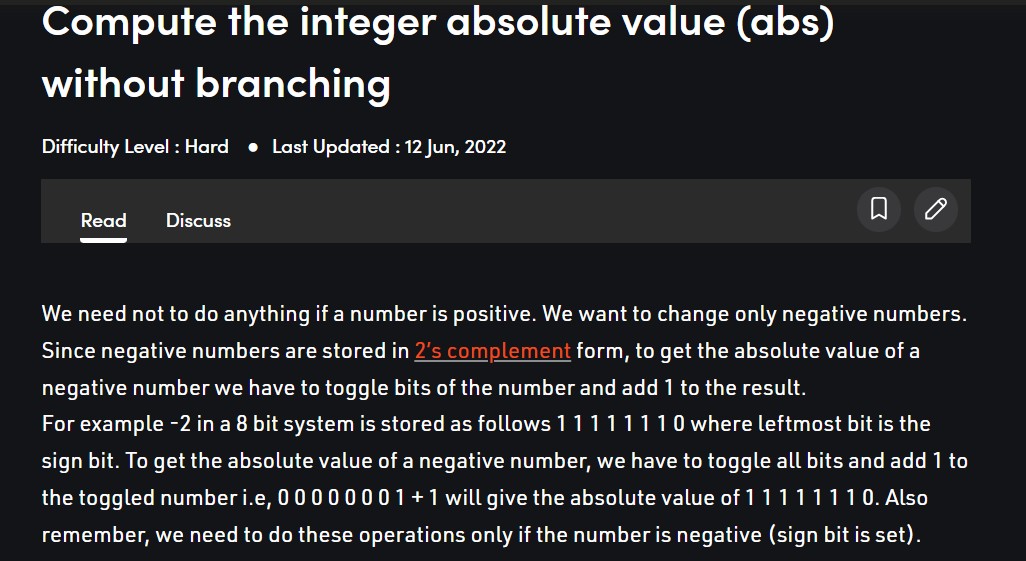 Compute the integer absolute value (abs)
without branching
Difficulty Level : Hard ● Last Updated : 12 Jun, 2022
Read Discuss
We need not to do anything if a number is positive. We want to change only negative numbers.
Since negative numbers are stored in 2's complement form, to get the absolute value of a
negative number we have to toggle bits of the number and add 1 to the result.
For example -2 in a 8 bit system is stored as follows 1 1 1 1 1 1 1 0 where leftmost bit is the
sign bit. To get the absolute value of a negative number, we have to toggle all bits and add 1 to
the toggled number i.e, 0 0 0 0 0 0 0 1 + 1 will give the absolute value of 1 1 1 1 1 1 1 0. Also
remember, we need to do these operations only if the number is negative (sign bit is set).